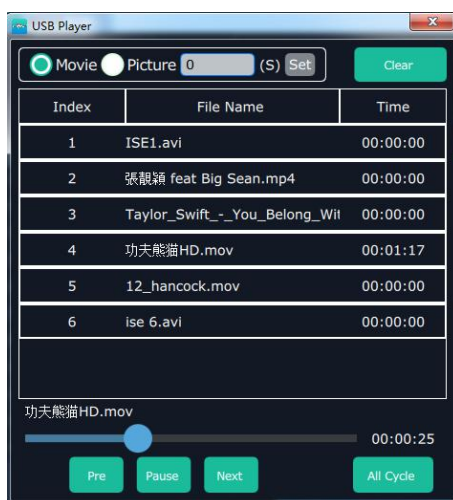 USB Player
Movie Picture 0 (S) Set Clear
Index File Name Time
1 ISE1.avi 00:00:00
2 張靚穎 feat Big Sean.mp4 00:00:00
3 Taylor_Swift_-_You_Belong_Wit 00:00:00
4 功夫熊猫HD.mov 00:01:17
5 12_hancock.mov 00:00:00
6 ise 6.avi 00:00:00
功夫熊猫HD.mov
00:00:25
Pre Pause Next All Cycle